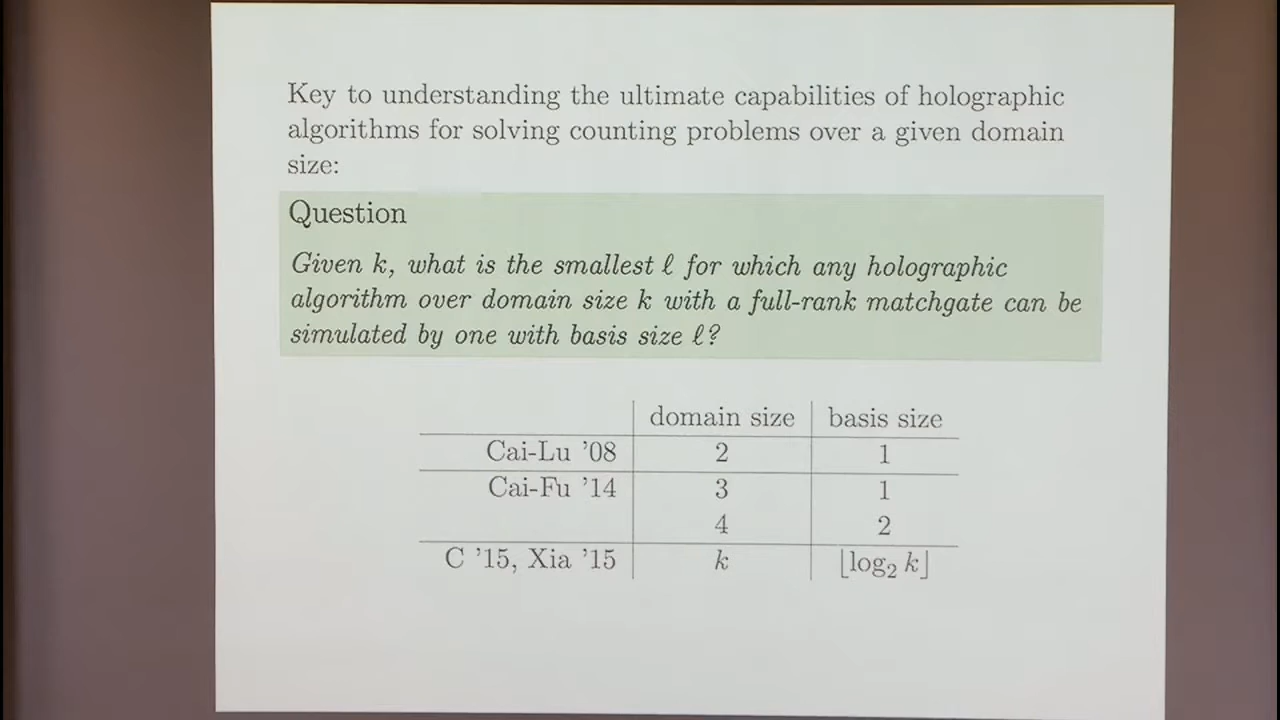 Key to understanding the ultimate capabilities of holographic
algorithms for solving counting problems over a given domain
size:
Question
Given k, what is the smallest ℓ for which any holographic
algorithm over domain size k with a full-rank matchgate can be
simulated by one with basis size ℓ?
domain size basis size
Cai-Lu '08 2 1
Cai-Fu '14 3 1
4 2
C '15, Xia '15 k ⌊log₂ k⌋